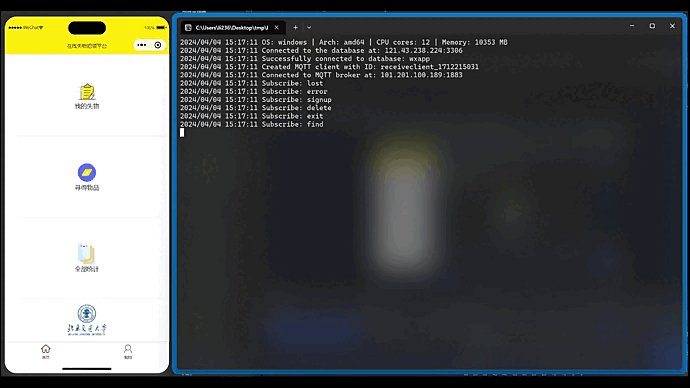 WeChat
100%
在线失物招领平台
我的失物
寻得物品
全部统计
北京交通大学
首页
我的
C:\Users\li236\Desktop\tmp\l
2024/04/04 15:17:11 OS: windows | Arch: amd64 | CPU cores: 12 | Memory: 10353 MB
2024/04/04 15:17:11 Connected to the database at: 121.43.238.224:3306
2024/04/04 15:17:11 Successfully connected to database: wxapp
2024/04/04 15:17:11 Created MQTT client with ID: receiveclient_1712215031
2024/04/04 15:17:11 Connected to MQTT broker at: 101.201.100.189:1883
2024/04/04 15:17:11 Subscribe: lost
2024/04/04 15:17:11 Subscribe: error
2024/04/04 15:17:11 Subscribe: signup
2024/04/04 15:17:11 Subscribe: delete
2024/04/04 15:17:11 Subscribe: exit
2024/04/04 15:17:11 Subscribe: find